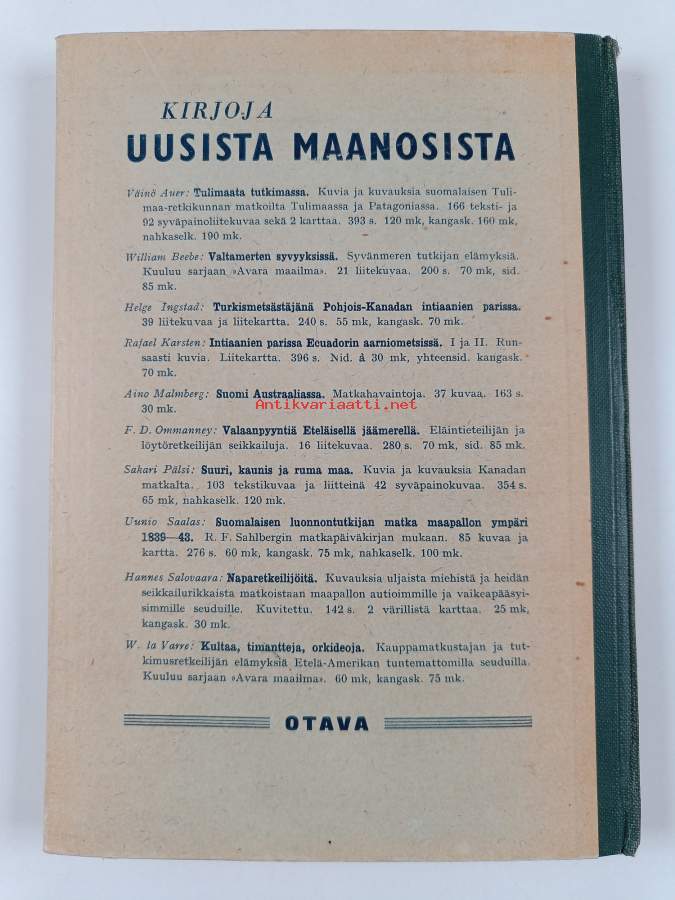 KIRJOJA
UUSISTA MAANOSISTA
Väinö Auer: Tulimaata tutkimassa. Kuvia ja kuvauksia suomalaisen Tuli-
maa-retkikunnan matkoilta Tulimaassa ja Patagoniassa. 166 teksti- ja
92 syväpainoliitekuvaa sekä 2 karttaa. 393 s. 120 mk, kangask. 160 mk,
nahkaselk. 190 mk.
William Beebe: Valtamerten syvyyksissä. Syvänmeren tutkijan elämyksiä.
Kuuluu sarjaan »Avara maailma». 21 liitekuvaa. 200 s. 70 mk, sid.
85 mk.
Helge Ingstad: Turkismetsästäjänä Pohjois-Kanadan intiaanien parissa.
39 liitekuvaa ja liitekartta. 240 s. 55 mk, kangask. 70 mk.
Rafael Karsten: Intiaanien parissa Ecuadorin aarniometsissä. I ja II. Run-
saasti kuvia. Liitekartta. 396 s. Nid. à 30 mk, yhteensid. kangask.
70 mk.
Aino Malmberg: Suomi Austraaliassa. Matkahavaintoja. 37 kuvaa. 163 s.
30 mk.
Antikvariaatti.net
F. D. Ommanney: Valaanpyyntiä Eteläisellä jäämerellä. Eläintieteilijän ja
löytöretkeilijän seikkailuja. 16 liitekuvaa. 280 s. 70 mk, sid. 85 mk.
Sakari Pälsi: Suuri, kaunis ja ruma maa. Kuvia ja kuvauksia Kanadan
matkalta. 103 tekstikuvaa ja liitteinä 42 syväpainokuvaa. 354 s.
65 mk, nahkaselk. 120 mk.
Uunio Saalas: Suomalaisen luonnontutkijan matka maapallon ympäri
1839—43. R. F. Sahlbergin matkapäiväkirjan mukaan. 85 kuvaa ja
kartta. 276 s. 60 mk, kangask. 75 mk, nahkaselk. 100 mk.
Hannes Salovaara: Naparetkeilijöitä. Kuvauksia uljaista miehistä ja heidän
seikkailurikkaista matkoistaan maapallon autioimmille ja vaikeapääsyi-
simmille seuduille. Kuvitettu. 142 s. 2 värillistä karttaa. 25 mk,
kangask. 30 mk.
W. la Varre: Kultaa, timantteja, orkideoja. Kauppamatkustajan ja tut-
kimusretkeilijän elämyksiä Etelä-Amerikan tuntemattomilla seuduilla.
Kuuluu sarjaan »Avara maailma». 60 mk, kangask. 75 mk.
OTAVA